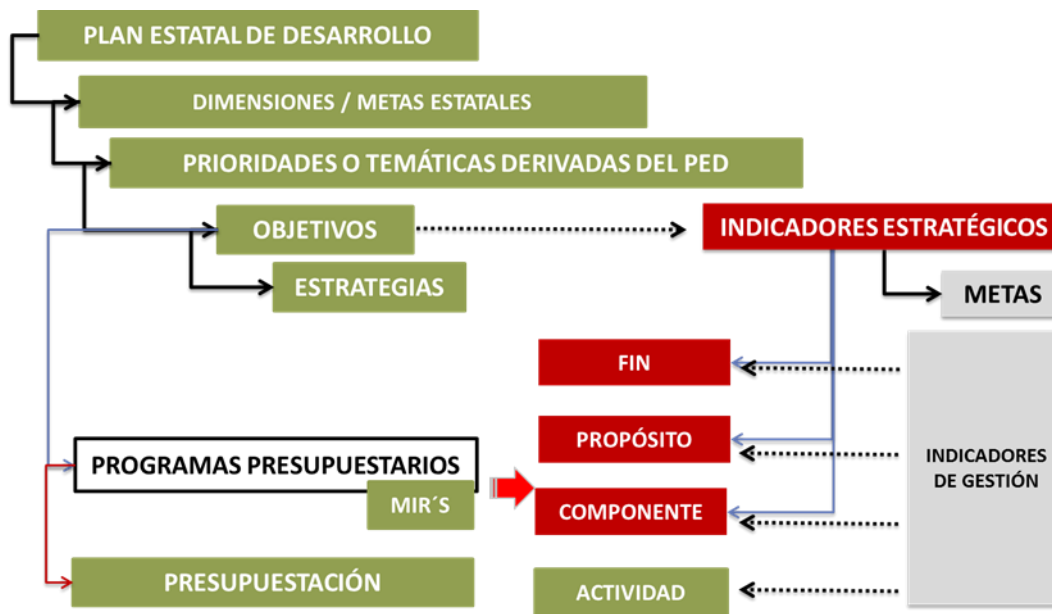 PLAN ESTATAL DE DESARROLLO
DIMENSIONES / METAS ESTATALES
PRIORIDADES O TEMÁTICAS DERIVADAS DEL PED
OBJETIVOS
INDICADORES ESTRATÉGICOS
ESTRATEGIAS
METAS
FIN
PROPÓSITO
PROGRAMAS PRESUPUESTARIOS
INDICADORES
DE GESTIÓN
MIR´S
COMPONENTE
PRESUPUESTACIÓN
ACTIVIDAD